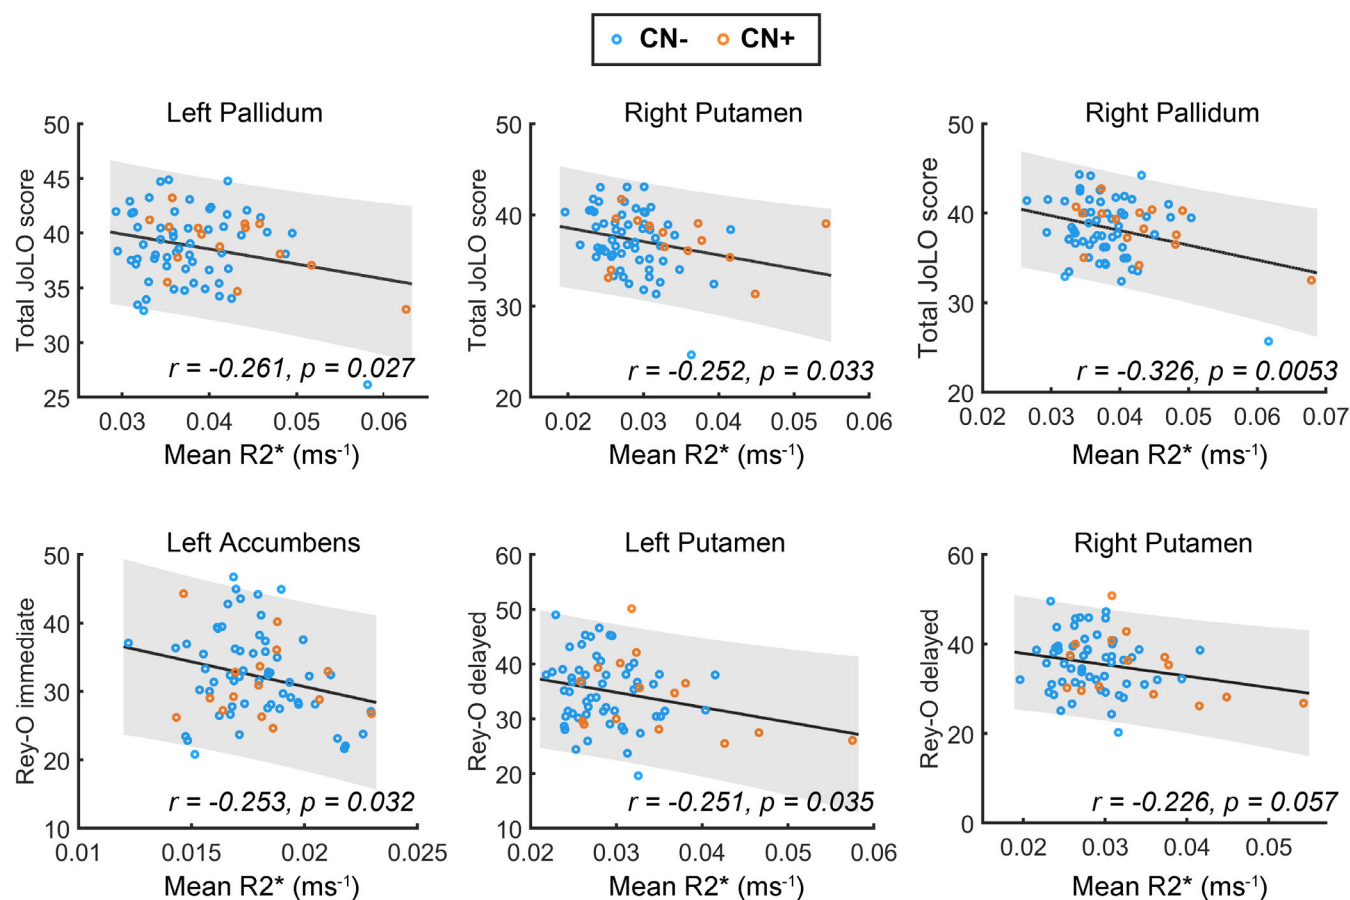 CN- CN+
Left Pallidum
Total JoLO score
50
45
40
35
30
25
r = -0.261, p = 0.027
0.03 0.04 0.05 0.06
Mean R2* (ms⁻¹)
Right Putamen
Total JoLO score
50
40
30
20
r = -0.252, p = 0.033
0.02 0.03 0.04 0.05 0.06
Mean R2* (ms⁻¹)
Right Pallidum
Total JoLO score
50
40
30
20
r = -0.326, p = 0.0053
0.02 0.03 0.04 0.05 0.06 0.07
Mean R2* (ms⁻¹)
Left Accumbens
Rey-O immediate
50
40
30
20
10
r = -0.253, p = 0.032
0.01 0.015 0.02 0.025
Mean R2* (ms⁻¹)
Left Putamen
Rey-O delayed
60
50
40
30
20
10
r = -0.251, p = 0.035
0.02 0.03 0.04 0.05 0.06
Mean R2* (ms⁻¹)
Right Putamen
Rey-O delayed
60
40
20
0
r = -0.226, p = 0.057
0.02 0.03 0.04 0.05
Mean R2* (ms⁻¹)